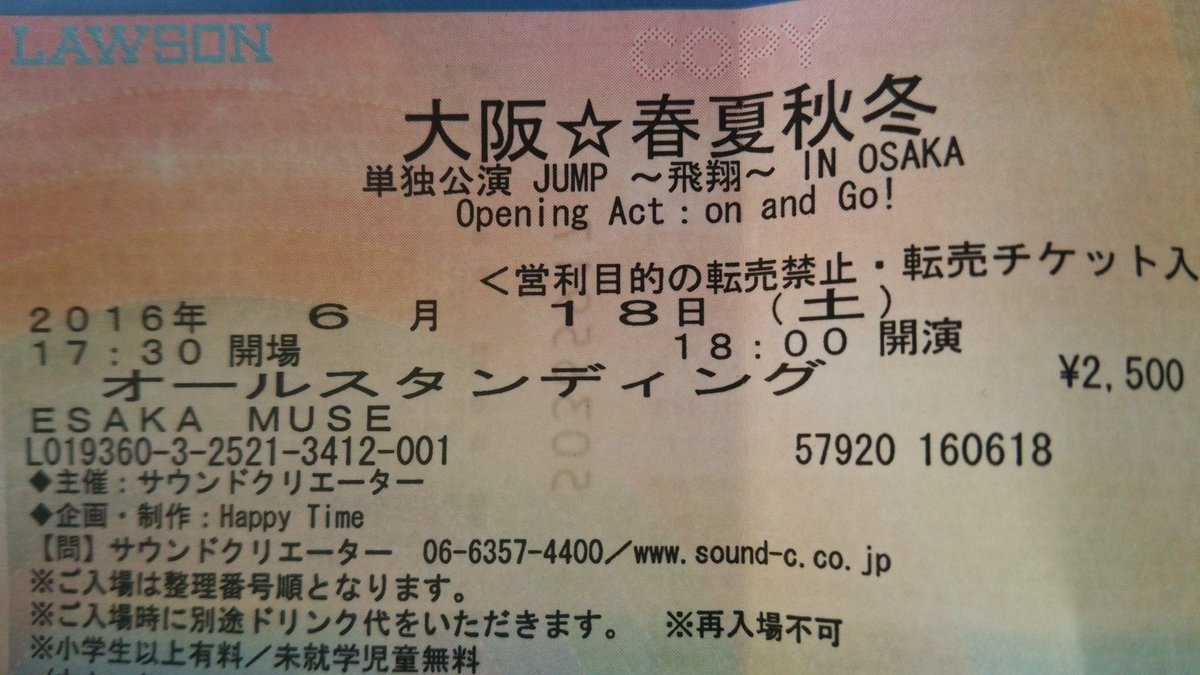 LAWSON
COPY
大阪☆春夏秋冬
単独公演 JUMP ～飛翔～ IN OSAKA
Opening Act：on and Go!
＜営利目的の転売禁止・転売チケット入
２０１６年 ６ 月 １８日 （土）
１７：３０ 開場 １８：００ 開演
オールスタンディング ¥2,500
ＥＳＡＫＡ ＭＵＳＥ
L019360-3-2521-3412-001 57920 160618
◆主催：サウンドクリエーター
◆企画・制作：Happy Time
【問】サウンドクリエーター 06-6357-4400／www.sound-c.co.jp
※ご入場は整理番号順となります。
※ご入場時に別途ドリンク代をいただきます。 ※再入場不可
※小学生以上有料／未就学児童無料